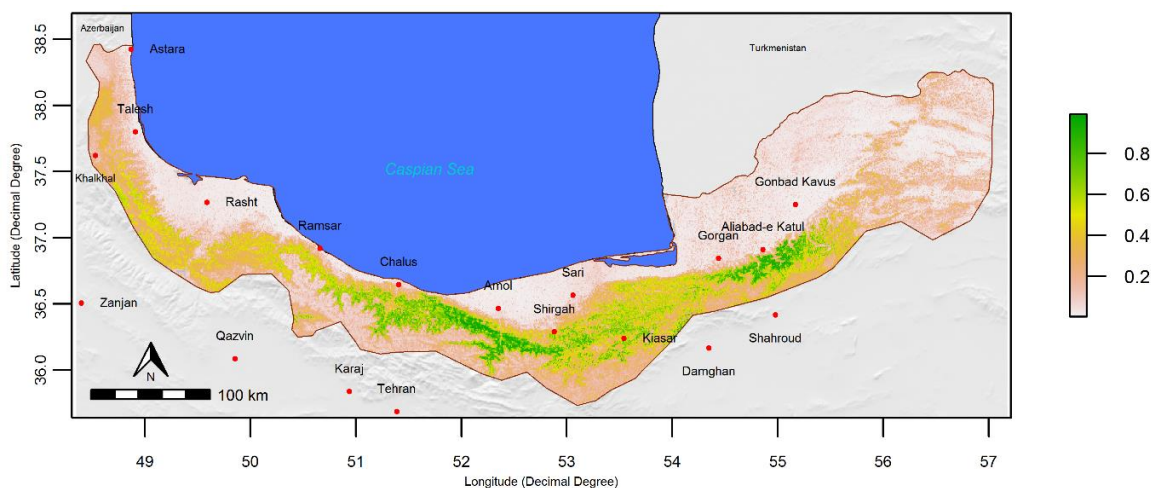 Azerbaijan
Astara
Turkmenistan
Talesh
Caspian Sea
Khalkhal
Gonbad Kavus
Rasht
Aliabad-e Katul
Ramsar
Gorgan
Chalus
Sari
Amol
Shirgah
Zanjan
Kiasar
Shahroud
Qazvin
Damghan
Karaj
Tehran
N
100 km
38.5
38.0
37.5
37.0
36.5
36.0
Latitude (Decimal Degree)
49 50 51 52 53 54 55 56 57
Longitude (Decimal Degree)
0.8
0.6
0.4
0.2